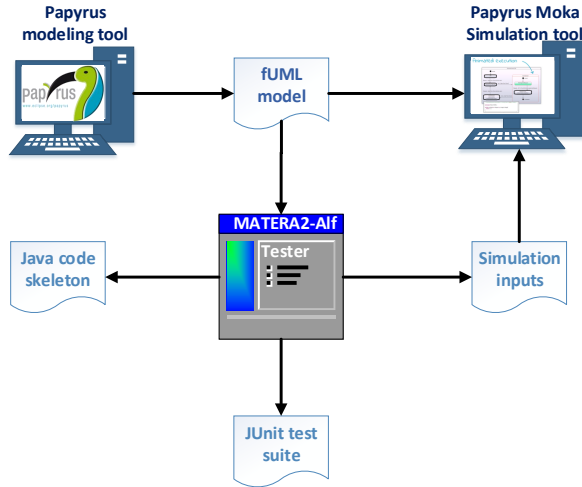 Papyrus
modeling tool
Papyrus Moka
Simulation tool
papyrus
fUML
model
MATERA2-Alf
Tester
Java code
skeleton
Simulation
inputs
JUnit test
suite